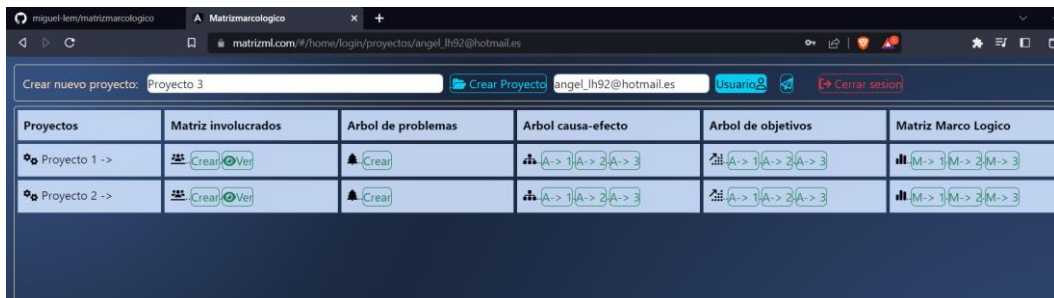 miguel-lem/matrizmarcologico
Matrizmarcologico
matrizml.com/#/home/login/proyectos/angel_lh92@hotmail.es
Crear nuevo proyecto: Proyecto 3 Crear Proyecto angel_lh92@hotmail.es Usuario Cerrar sesion
Proyectos Matriz involucrados Arbol de problemas Arbol causa-efecto Arbol de objetivos Matriz Marco Logico
Proyecto 1 -> Crear Ver Crear A-> 1 A-> 2 A-> 3 A-> 1 A-> 2 A-> 3 M-> 1 M-> 2 M-> 3
Proyecto 2 -> Crear Ver Crear A-> 1 A-> 2 A-> 3 A-> 1 A-> 2 A-> 3 M-> 1 M-> 2 M-> 3